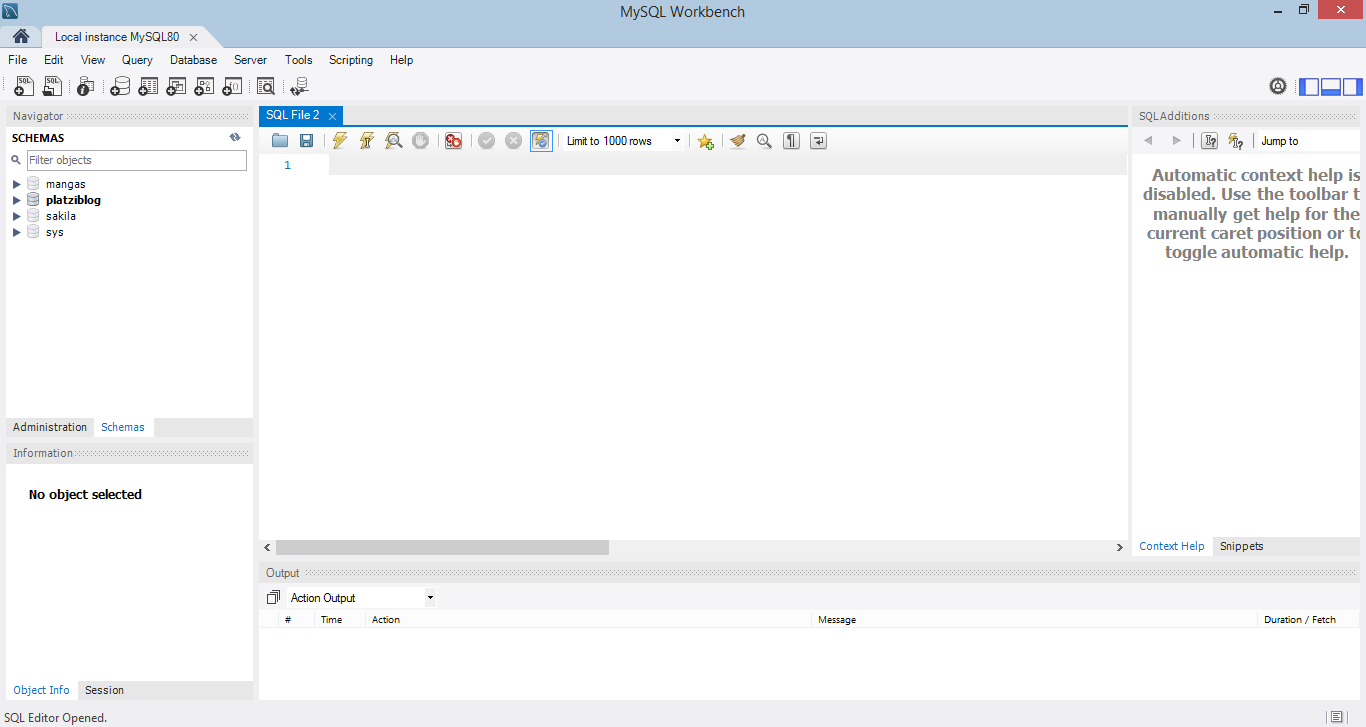 MySQL Workbench
Local instance MySQL80
File Edit View Query Database Server Tools Scripting Help
Navigator
SCHEMAS
Filter objects
mangas
platziblog
sakila
sys
Administration Schemas
Information
No object selected
Object Info Session
SQL File 2
Limit to 1000 rows
1
Output
Action Output
# Time Action Message Duration / Fetch
SQLAdditions
Jump to
Automatic context help is
disabled. Use the toolbar t
manually get help for the
current caret position or to
toggle automatic help.
Context Help Snippets
SQL Editor Opened.